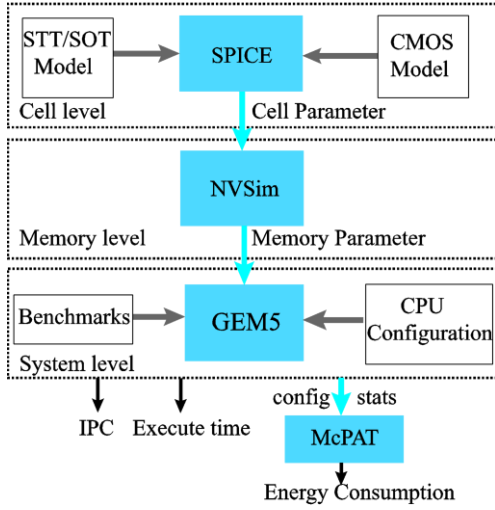 STT/SOT
Model
SPICE
CMOS
Model
Cell level
Cell Parameter
NVSim
Memory level
Memory Parameter
Benchmarks
GEM5
CPU
Configuration
System level
config stats
IPC
Execute time
McPAT
Energy Consumption